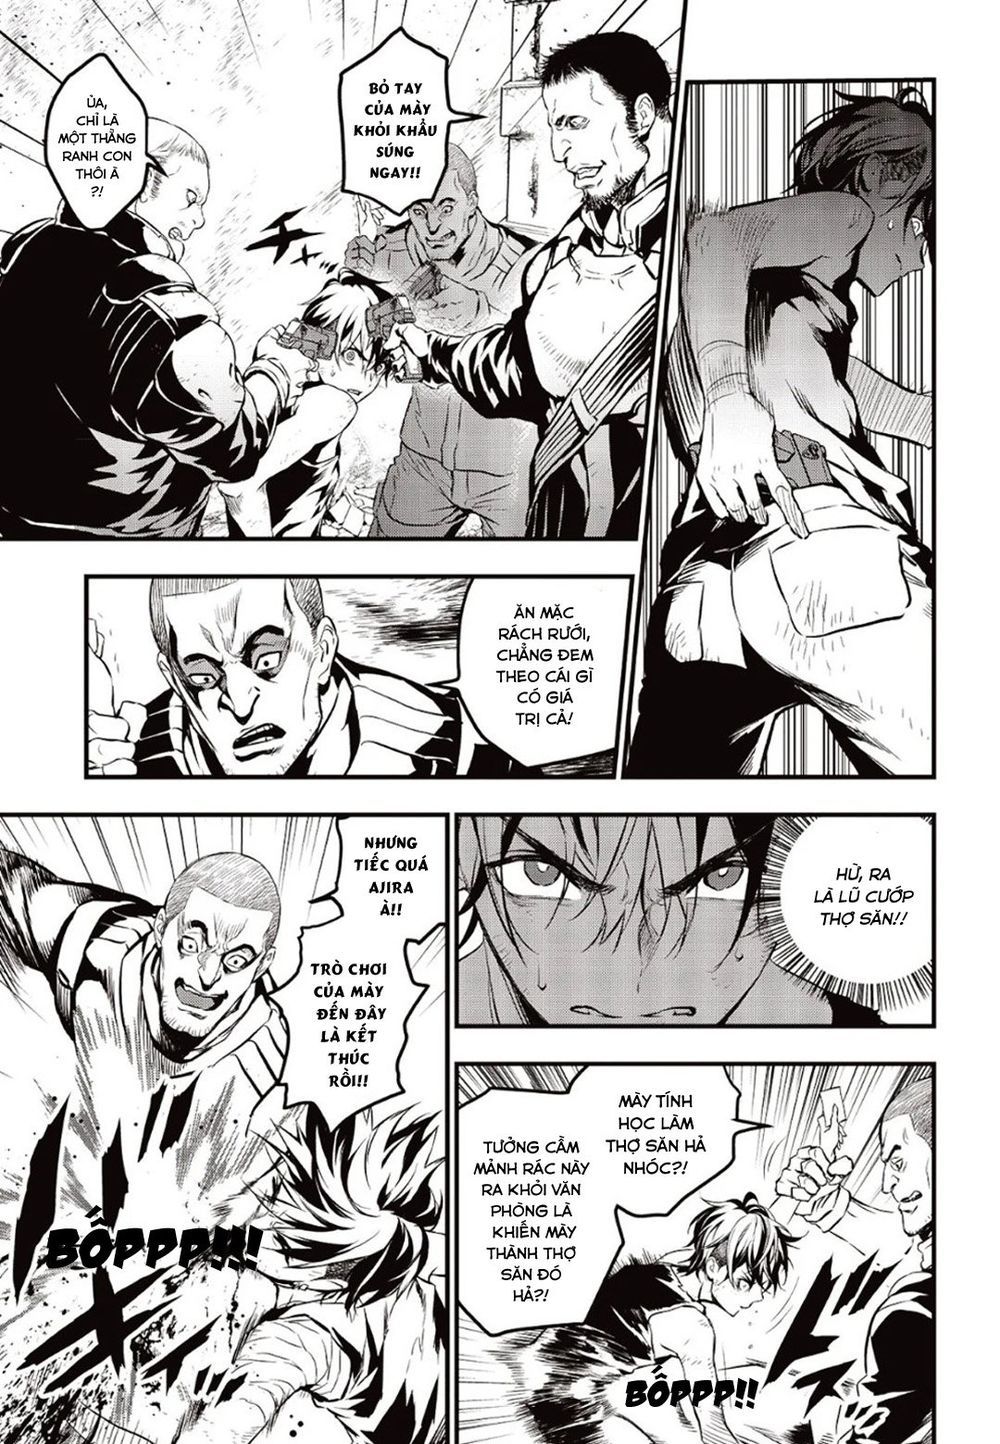 BỎ TAY
CỦA MÀY
KHỎI KHẨU
SÚNG
NGAY!!
ỦA,
CHỈ LÀ
MỘT THẰNG
RANH CON
THÔI À
?!
ĂN MẶC
RÁCH RƯỚI,
CHẲNG ĐEM
THEO CÁI GÌ
CÓ GIÁ
TRỊ CẢ!
HỪ, RA
LÀ LŨ CƯỚP
THỢ SĂN!!
NHƯNG
TIẾC QUÁ
AJIRA
À!!
TRÒ CHƠI
CỦA MÀY
ĐẾN ĐÂY
LÀ KẾT
THÚC
RỒI!!
BỐPPP!!!
MÀY TÍNH
HỌC LÀM
THỢ SĂN HẢ
NHÓC?!
TƯỞNG CẦM
MẢNH RÁC NÀY
RA KHỎI VĂN
PHÒNG LÀ
KHIẾN MÀY
THÀNH THỢ
SĂN ĐÓ
HẢ?!
BỐPPP!!